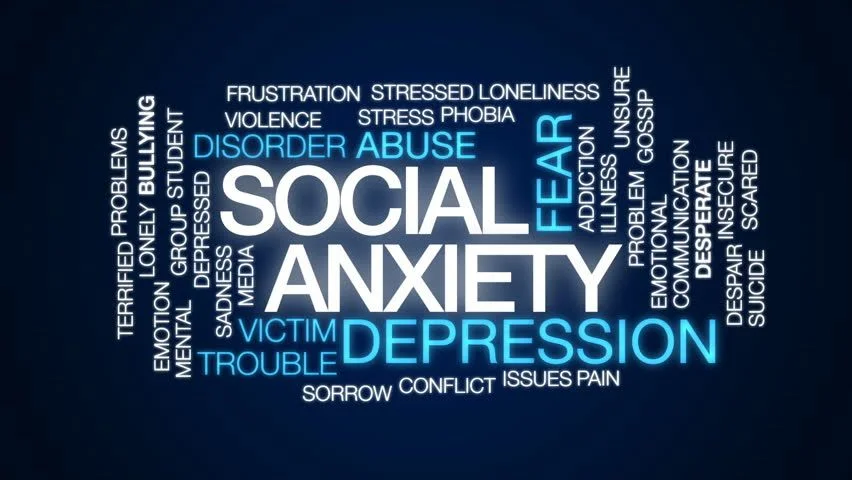 FRUSTRATION STRESSED LONELINESS
VIOLENCE STRESS PHOBIA
DISORDER ABUSE
SOCIAL
ANXIETY
VICTIM DEPRESSION
TROUBLE
SORROW CONFLICT ISSUES PAIN
TERRIFIED PROBLEMS
LONELY BULLYING
EMOTION GROUP STUDENT
MENTAL DEPRESSED
SADNESS
MEDIA
FEAR
ADDICTION
ILLNESS
UNSURE
PROBLEM GOSSIP
EMOTIONAL
COMMUNICATION
DESPERATE
INSECURE
DESPAIR
SUICIDE SCARED